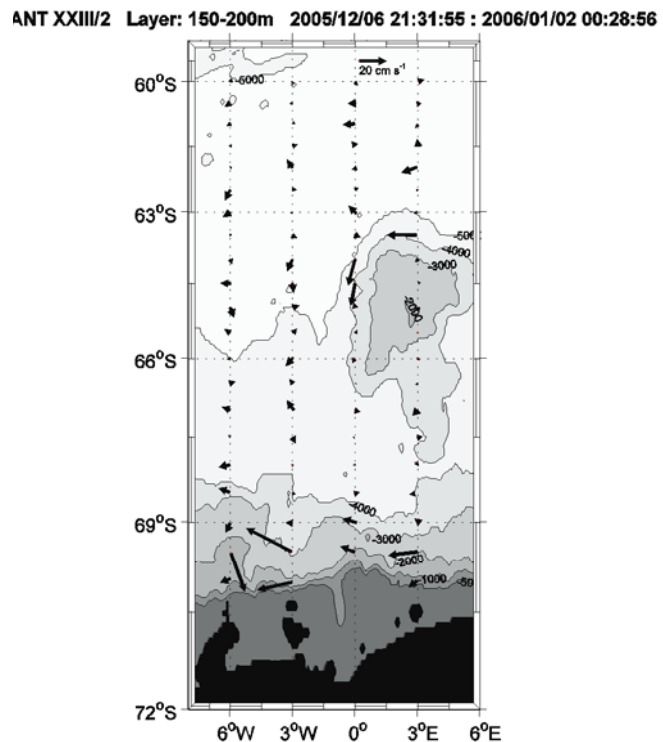 ANT XXIII/2 Layer: 150-200m 2005/12/06 21:31:55 : 2006/01/02 00:28:56
20 cm s⁻¹
-5000
60°S
63°S
-4000
-3000
66°S
-4000
69°S
-3000
-2000
-1000
72°S
6°W 3°W 0° 3°E 6°E